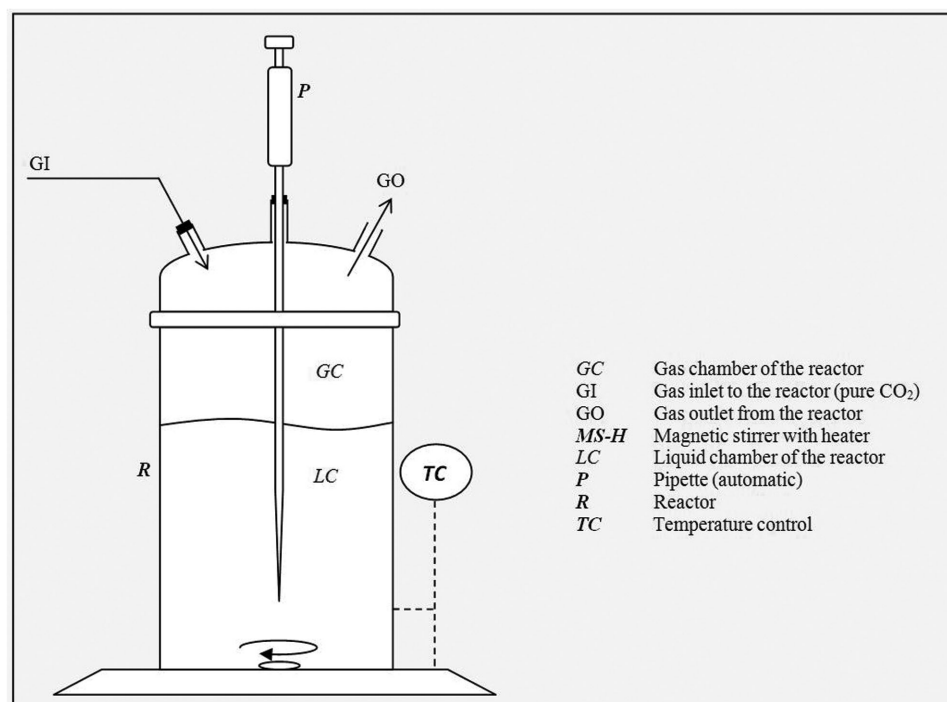 P
GI
GO
GC
R
LC
TC
GC Gas chamber of the reactor
GI Gas inlet to the reactor (pure CO₂)
GO Gas outlet from the reactor
MS-H Magnetic stirrer with heater
LC Liquid chamber of the reactor
P Pipette (automatic)
R Reactor
TC Temperature control